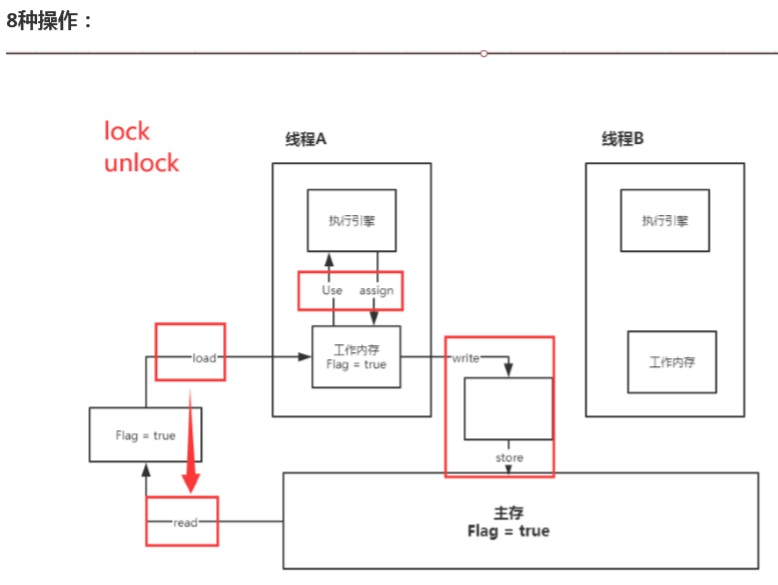 8种操作：
lock
unlock
线程A
线程B
执行引擎
执行引擎
Use
assign
工作内存
Flag = true
工作内存
load
write
Flag = true
store
read
主存
Flag = true